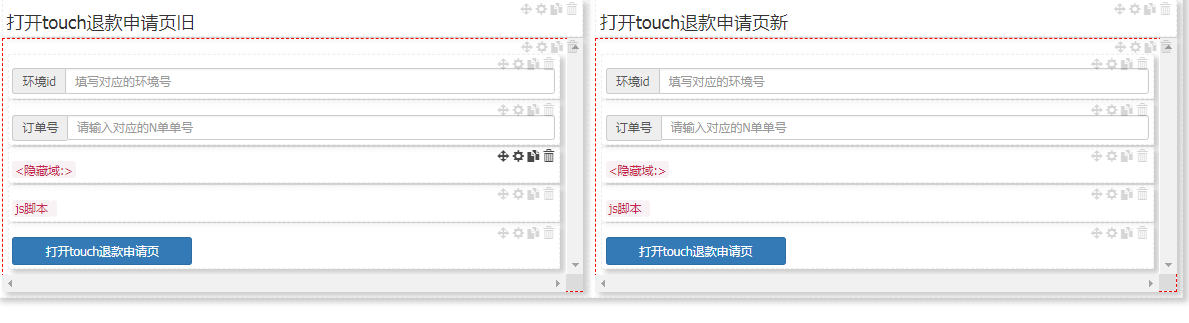 打开touch退款申请页旧
环境id 填写对应的环境号
订单号 请输入对应的N单单号
<隐藏域:>
js脚本
打开touch退款申请页
打开touch退款申请页新
环境id 填写对应的环境号
订单号 请输入对应的N单单号
<隐藏域:>
js脚本
打开touch退款申请页